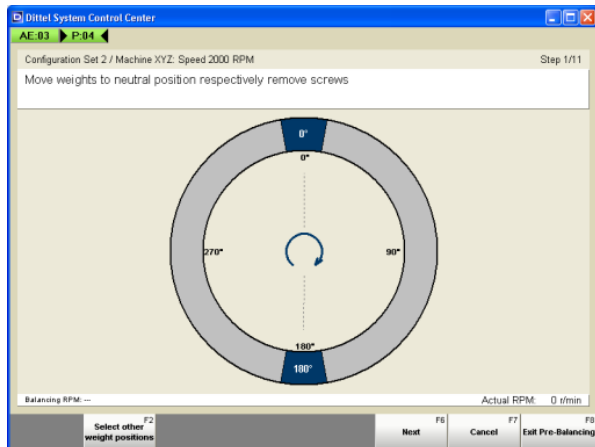 Dittel System Control Center
AE:03 P:04
Configuration Set 2 / Machine XYZ: Speed 2000 RPM Step 1/11
Move weights to neutral position respectively remove screws
0°
0°
270° 90°
180°
180°
Balancing RPM: -- Actual RPM: 0 r/min
F2 F6 F7 F8
Select other
weight positions
Next Cancel Exit Pre-Balancing